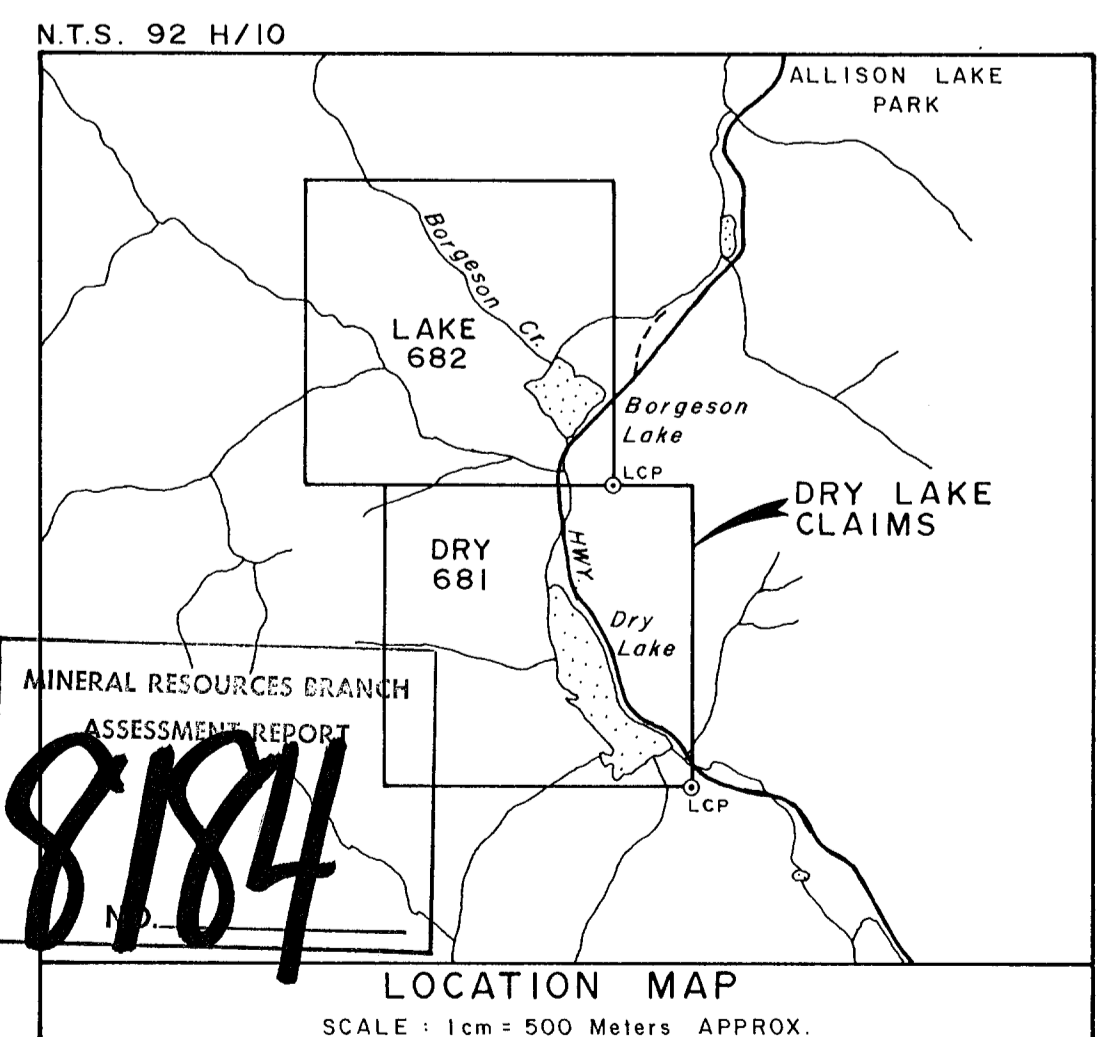 N.T.S. 92 H/10
ALLISON LAKE
PARK
Borgeson Cr.
LAKE
682
Borgeson
Lake
LCP
DRY LAKE
CLAIMS
DRY
681
HWY.
Dry
Lake
MINERAL RESOURCES BRANCH
ASSESSMENT REPORT
8184
NO.
LCP
LOCATION MAP
SCALE : 1cm = 500 Meters APPROX.